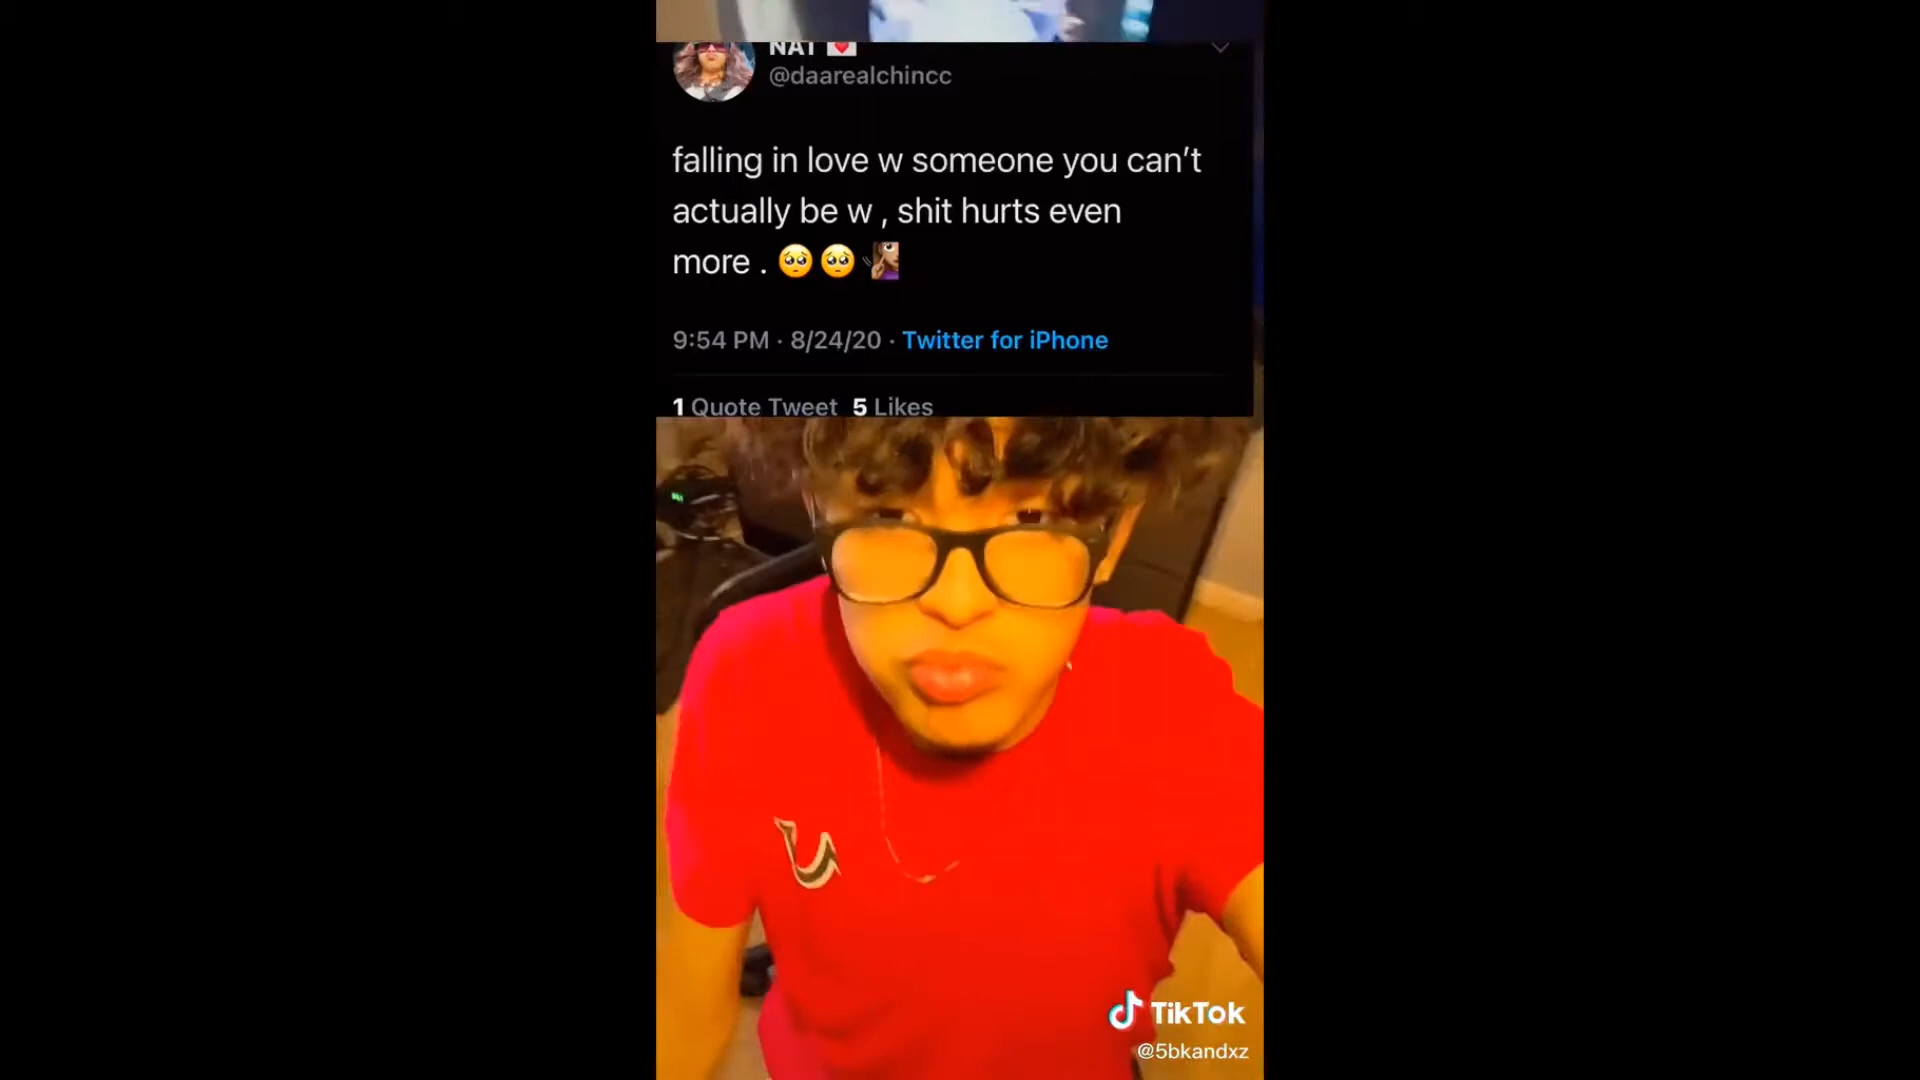 NAT 💌
@daarealchincc
falling in love w someone you can’t
actually be w , shit hurts even
more . 🥺🥺🧏🏽‍♀️
9:54 PM · 8/24/20 · Twitter for iPhone
1 Quote Tweet 5 Likes
U
TikTok
@5bkandxz